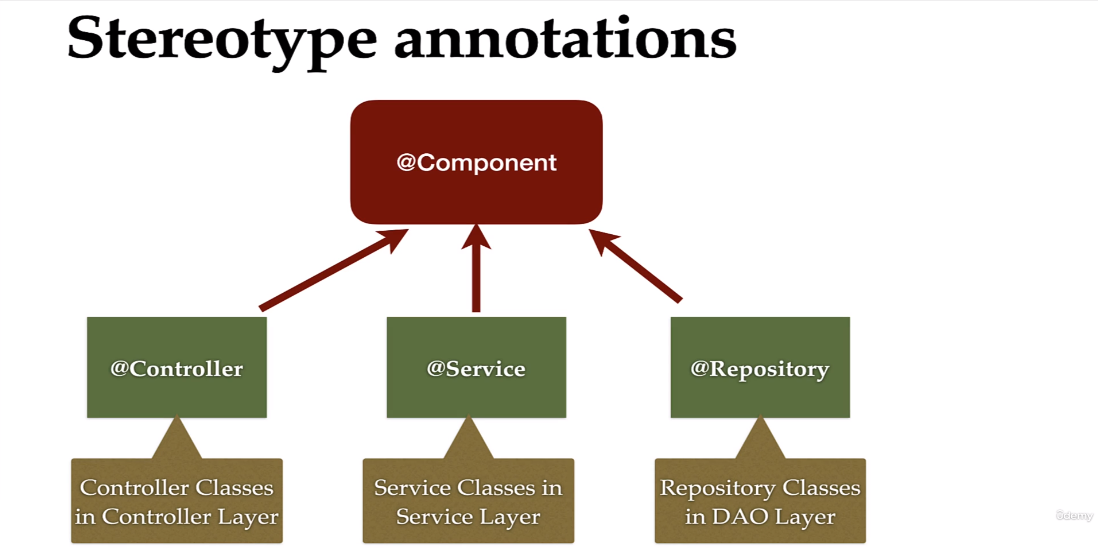 Stereotype annotations
@Component
@Controller
@Service
@Repository
Controller Classes
in Controller Layer
Service Classes in
Service Layer
Repository Classes
in DAO Layer
ûdemy